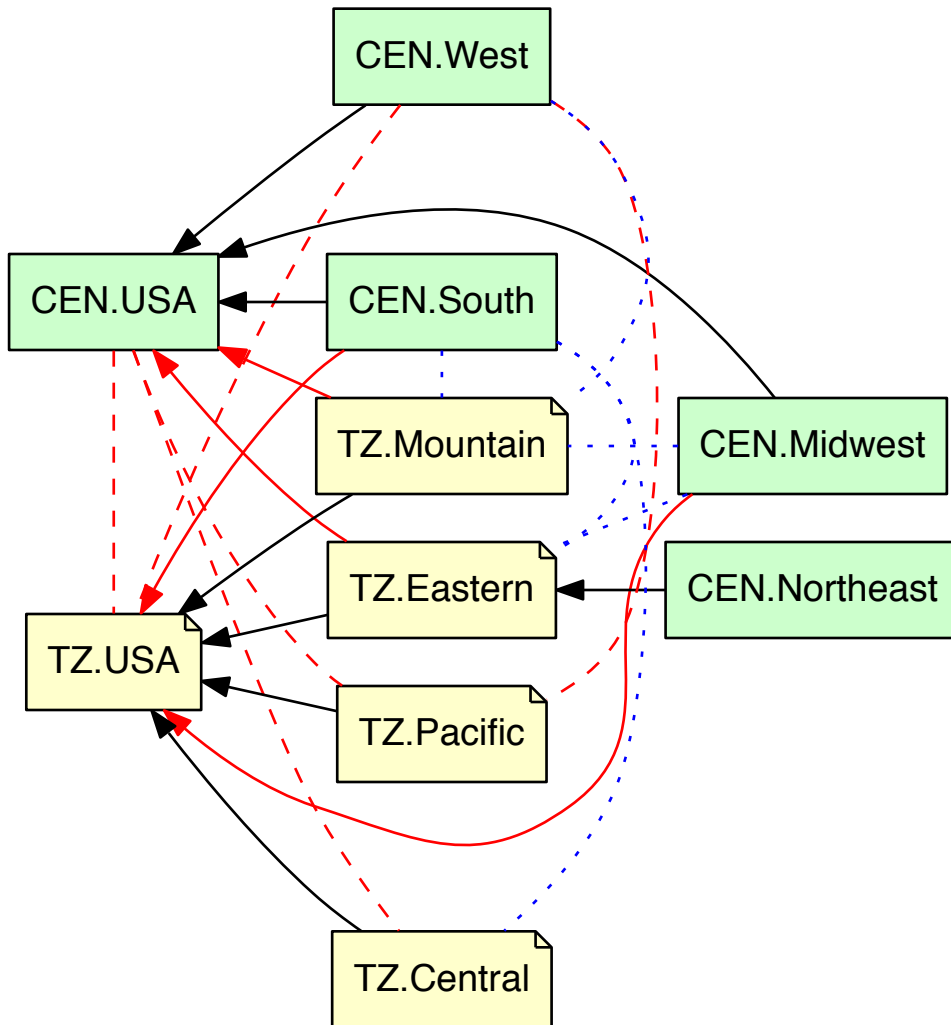 CEN.West
CEN.USA
CEN.South
TZ.Mountain
CEN.Midwest
TZ.Eastern
CEN.Northeast
TZ.USA
TZ.Pacific
TZ.Central